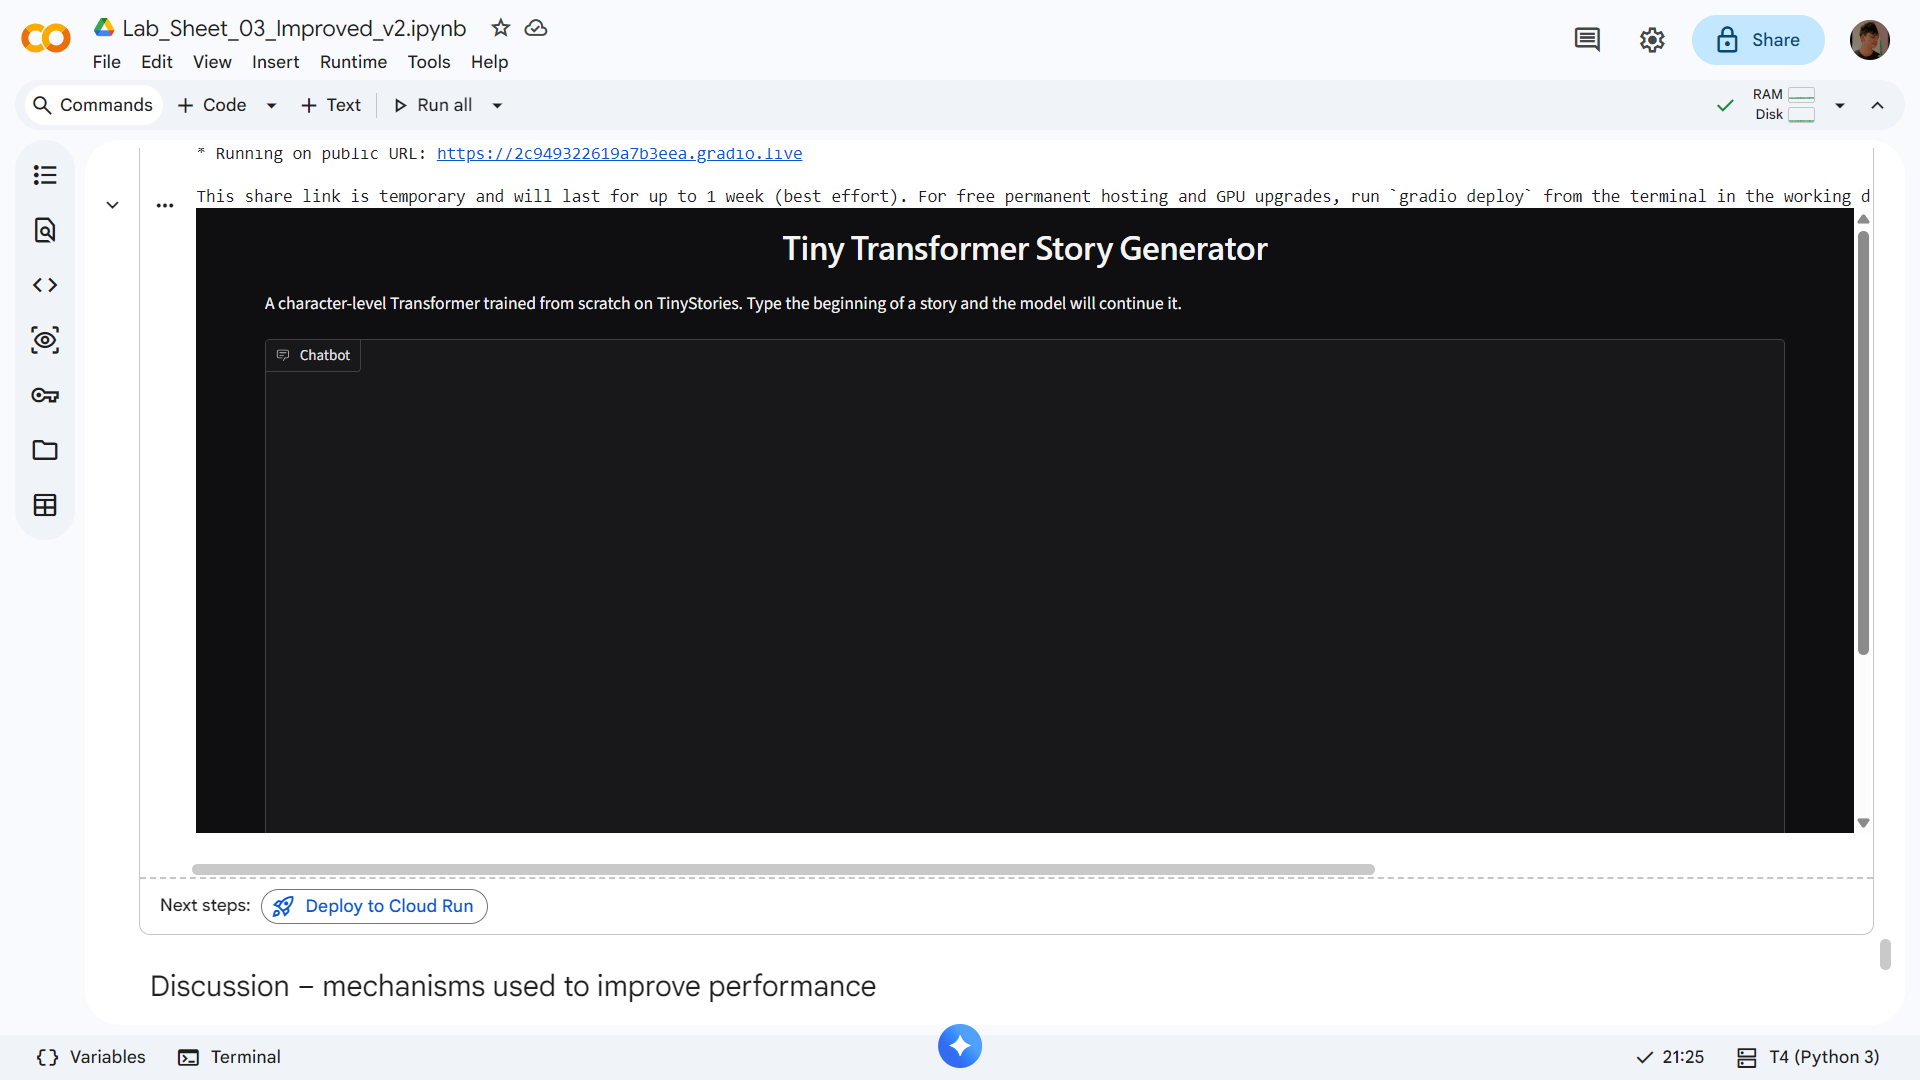 Lab_Sheet_03_Improved_v2.ipynb
File Edit View Insert Runtime Tools Help
Share
Commands + Code + Text Run all
RAM
Disk
* Running on public URL: https://2c949322619a7b3eea.gradio.live
This share link is temporary and will last for up to 1 week (best effort). For free permanent hosting and GPU upgrades, run `gradio deploy` from the terminal in the working d
Tiny Transformer Story Generator
A character-level Transformer trained from scratch on TinyStories. Type the beginning of a story and the model will continue it.
Chatbot
Next steps: Deploy to Cloud Run
Discussion – mechanisms used to improve performance
Variables Terminal 21:25 T4 (Python 3)